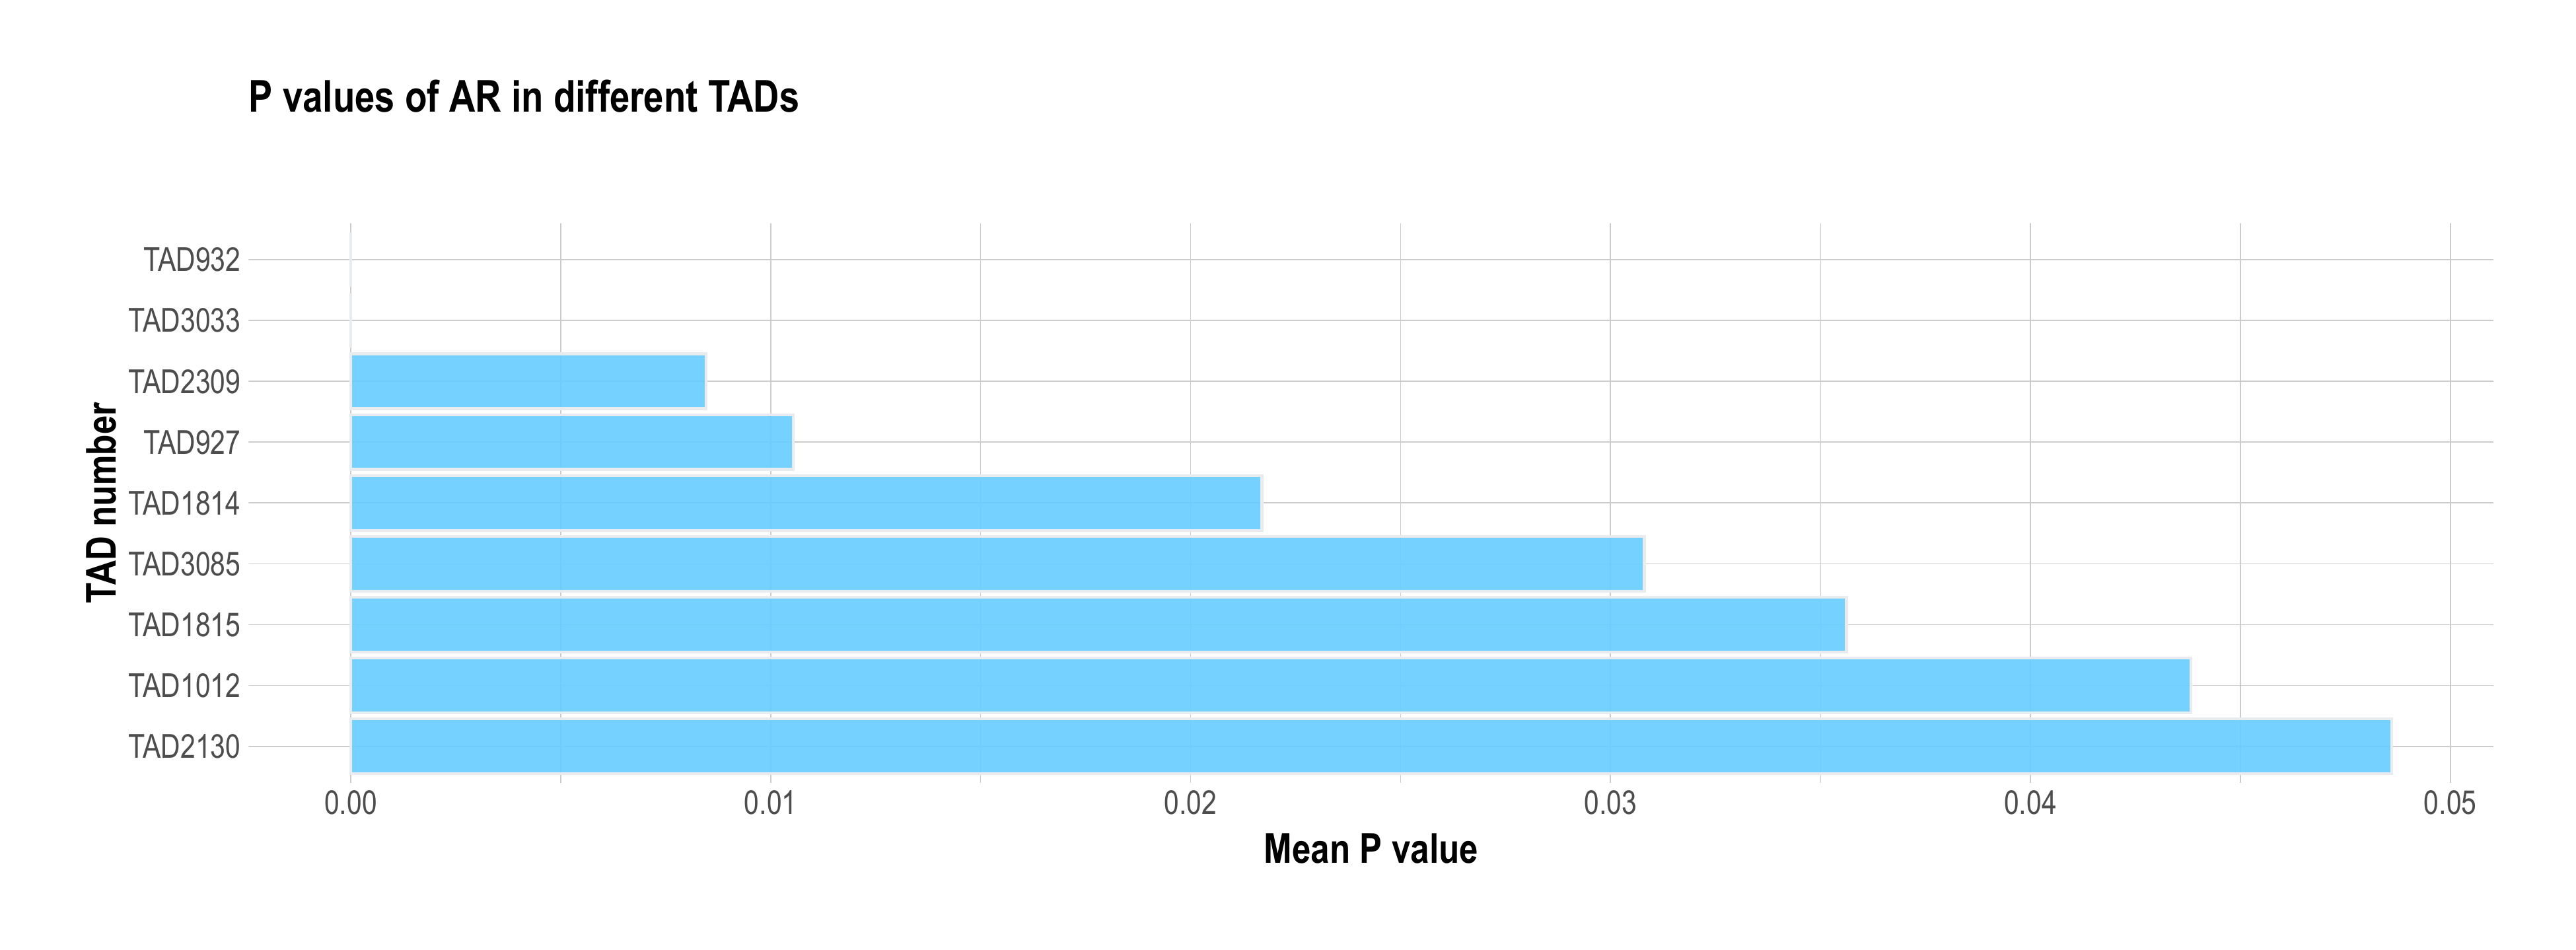 P values of AR in different TADs
TAD number
TAD932
TAD3033
TAD2309
TAD927
TAD1814
TAD3085
TAD1815
TAD1012
TAD2130
0.00 0.01 0.02 0.03 0.04 0.05
Mean P value